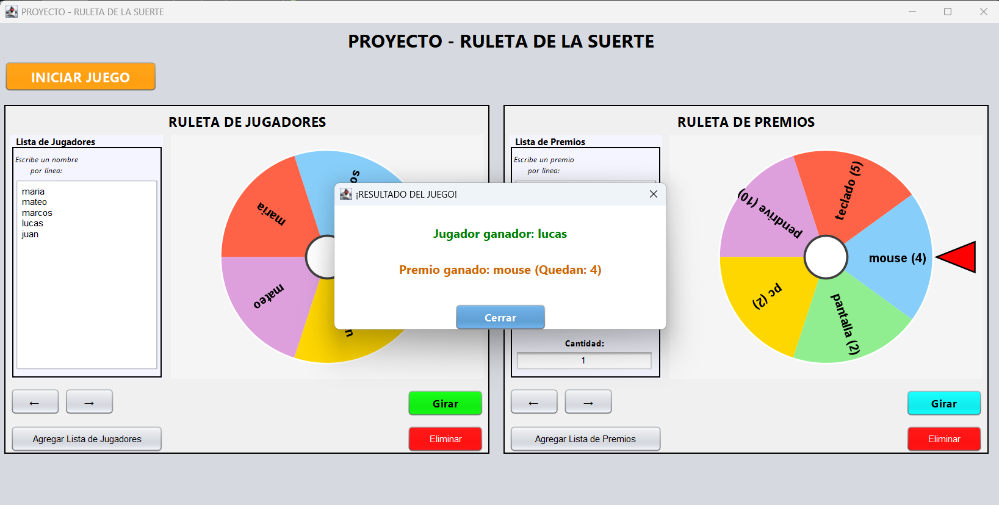 PROYECTO - RULETA DE LA SUERTE
PROYECTO - RULETA DE LA SUERTE
INICIAR JUEGO
RULETA DE JUGADORES
Lista de Jugadores
Escribe un nombre
por línea:
maria
mateo
marcos
lucas
juan
maria
mateo
←
→
Girar
Agregar Lista de Jugadores
Eliminar
¡RESULTADO DEL JUEGO!
Jugador ganador: lucas
Premio ganado: mouse (Quedan: 4)
Cerrar
RULETA DE PREMIOS
Lista de Premios
Escribe un premio
por línea:
Cantidad:
1
teclado (5)
pendrive (10)
mouse (4)
pc (2)
pantalla (2)
←
→
Girar
Agregar Lista de Premios
Eliminar